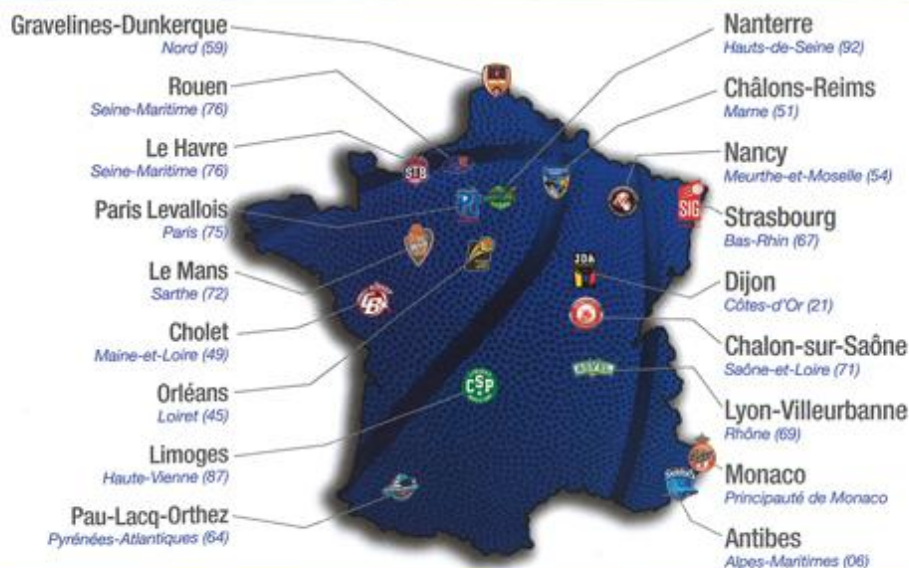 Gravelines-Dunkerque
Nord (59)
Rouen
Seine-Maritime (76)
Le Havre
Seine-Maritime (76)
Paris Levallois
Paris (75)
Le Mans
Sarthe (72)
Cholet
Maine-et-Loire (49)
Orléans
Loiret (45)
Limoges
Haute-Vienne (87)
Pau-Lacq-Orthez
Pyrénées-Atlantiques (64)
Nanterre
Hauts-de-Seine (92)
Châlons-Reims
Marne (51)
Nancy
Meurthe-et-Moselle (54)
Strasbourg
Bas-Rhin (67)
Dijon
Côtes-d'Or (21)
Chalon-sur-Saône
Saône-et-Loire (71)
Lyon-Villeurbanne
Rhône (69)
Monaco
Principauté de Monaco
Antibes
Alpes-Maritimes (06)
STB
SIG
JDA
CSP